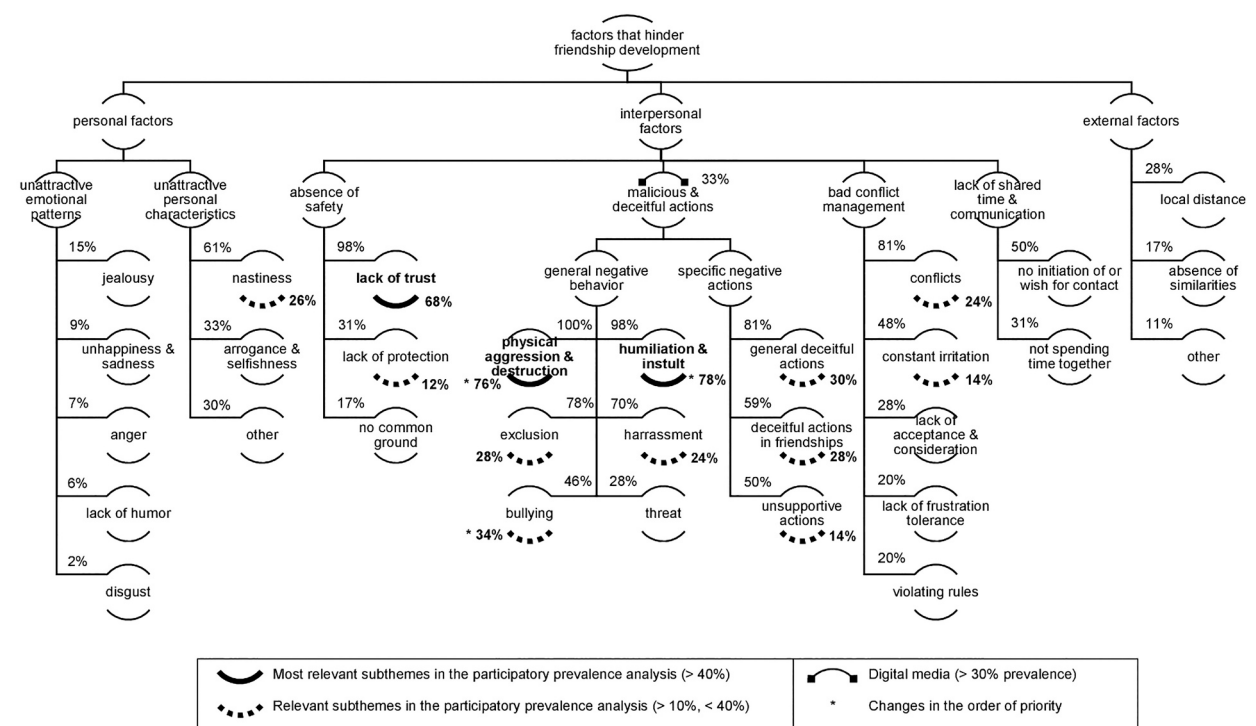 factors that hinder
friendship development
personal factors
interpersonal
factors
external factors
unattractive
emotional
patterns
unattractive
personal
characteristics
absence of
safety
malicious &
deceitful actions
33%
bad conflict
management
lack of shared
time &
communication
28%
local distance
17%
absence of
similarities
11%
other
15%
jealousy
9%
unhappiness &
sadness
7%
anger
6%
lack of humor
2%
disgust
61%
nastiness
26%
33%
arrogance &
selfishness
30%
other
98%
lack of trust
68%
31%
lack of protection
12%
17%
no common
ground
general negative
behavior
specific negative
actions
100%
physical
aggression &
destruction
* 76%
98%
humiliation &
instult
* 78%
78%
exclusion
28%
70%
harrassment
24%
46%
bullying
* 34%
28%
threat
81%
general deceitful
actions
30%
59%
deceitful actions
in friendships
28%
50%
unsupportive
actions
14%
81%
conflicts
24%
48%
constant irritation
14%
28%
lack of
acceptance &
consideration
20%
lack of frustration
tolerance
20%
violating rules
50%
no initiation of or
wish for contact
31%
not spending
time together
Most relevant subthemes in the participatory prevalence analysis (> 40%)
Relevant subthemes in the participatory prevalence analysis (> 10%, < 40%)
Digital media (> 30% prevalence)
* Changes in the order of priority